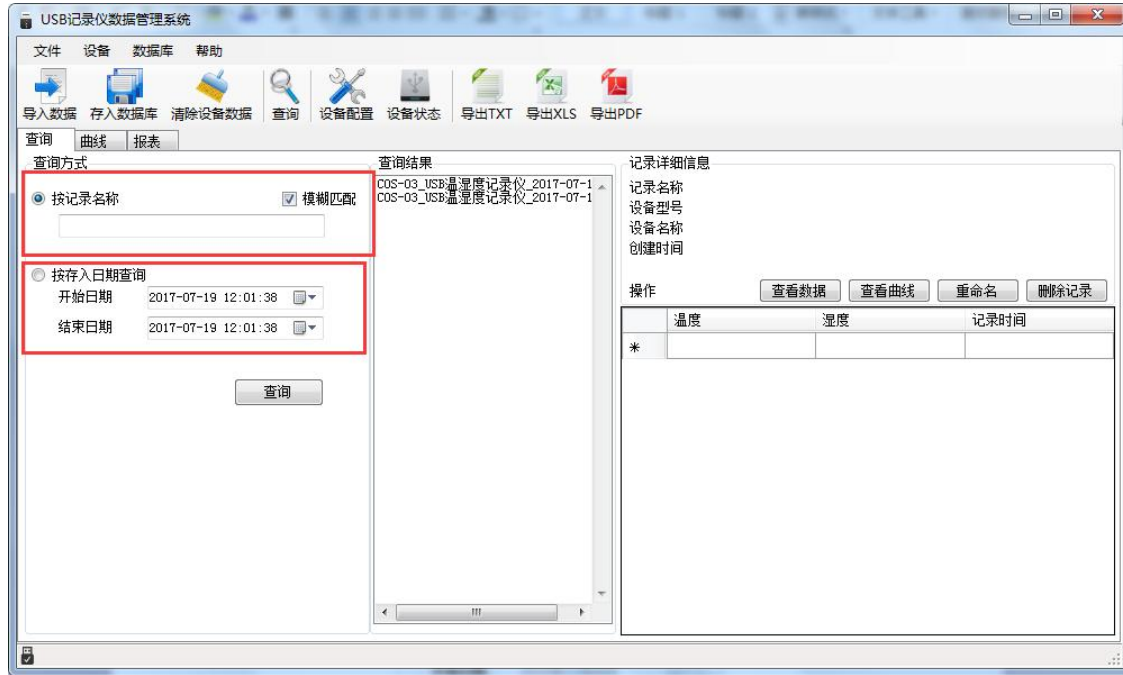 USB记录仪数据管理系统
文件 设备 数据库 帮助
导入数据 存入数据库 清除设备数据 查询 设备配置 设备状态 导出TXT 导出XLS 导出PDF
查询 曲线 报表
查询方式
按记录名称 模糊匹配
按存入日期查询
开始日期 2017-07-19 12:01:38
结束日期 2017-07-19 12:01:38
查询
查询结果
COS-03_USB温湿度记录仪_2017-07-1
COS-03_USB温湿度记录仪_2017-07-1
记录详细信息
记录名称
设备型号
设备名称
创建时间
操作 查看数据 查看曲线 重命名 删除记录
温度 湿度 记录时间